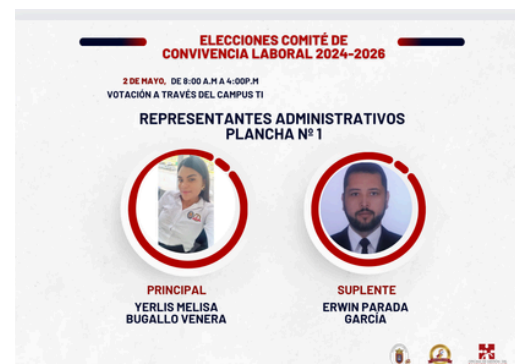 ELECCIONES COMITÉ DE
CONVIVENCIA LABORAL 2024-2026
2 DE MAYO, DE 8:00 A.M A 4:00P.M
VOTACIÓN A TRAVÉS DEL CAMPUS TI
REPRESENTANTES ADMINISTRATIVOS
PLANCHA Nº 1
PRINCIPAL
YERLIS MELISA
BUGALLO VENERA
SUPLENTE
ERWIN PARADA
GARCÍA